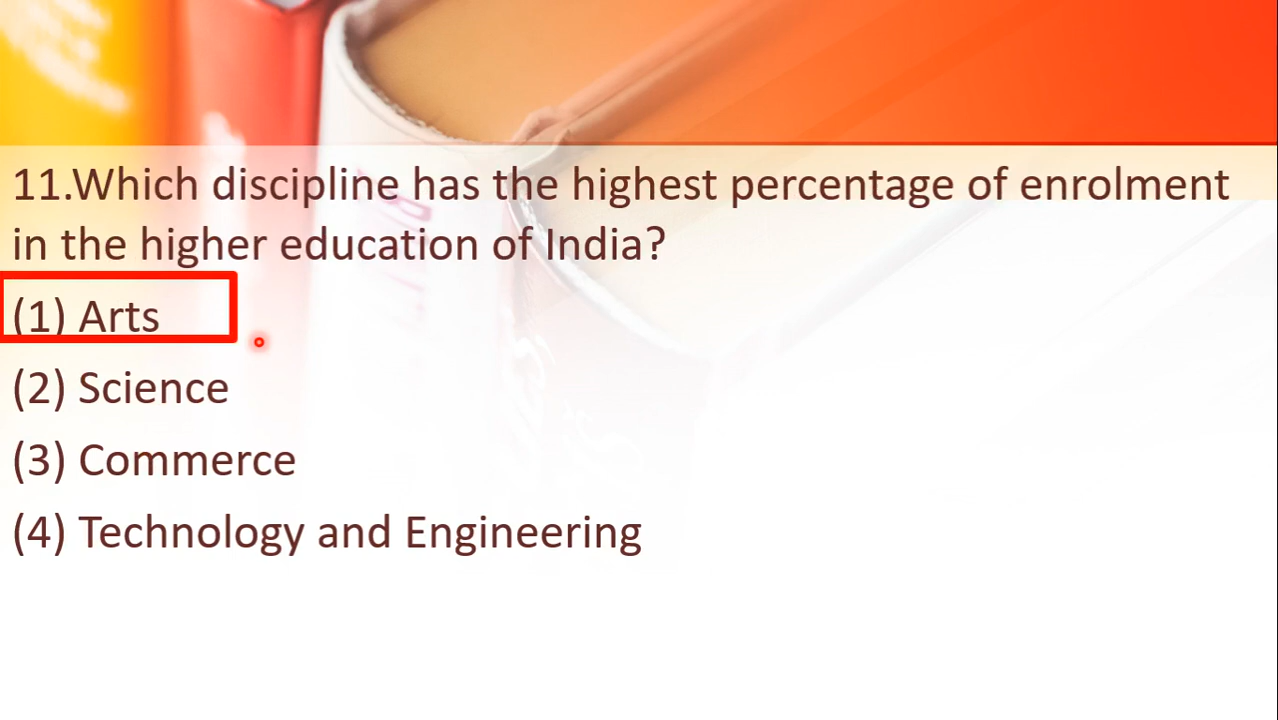 11.Which discipline has the highest percentage of enrolment
in the higher education of India?
(1) Arts
(2) Science
(3) Commerce
(4) Technology and Engineering